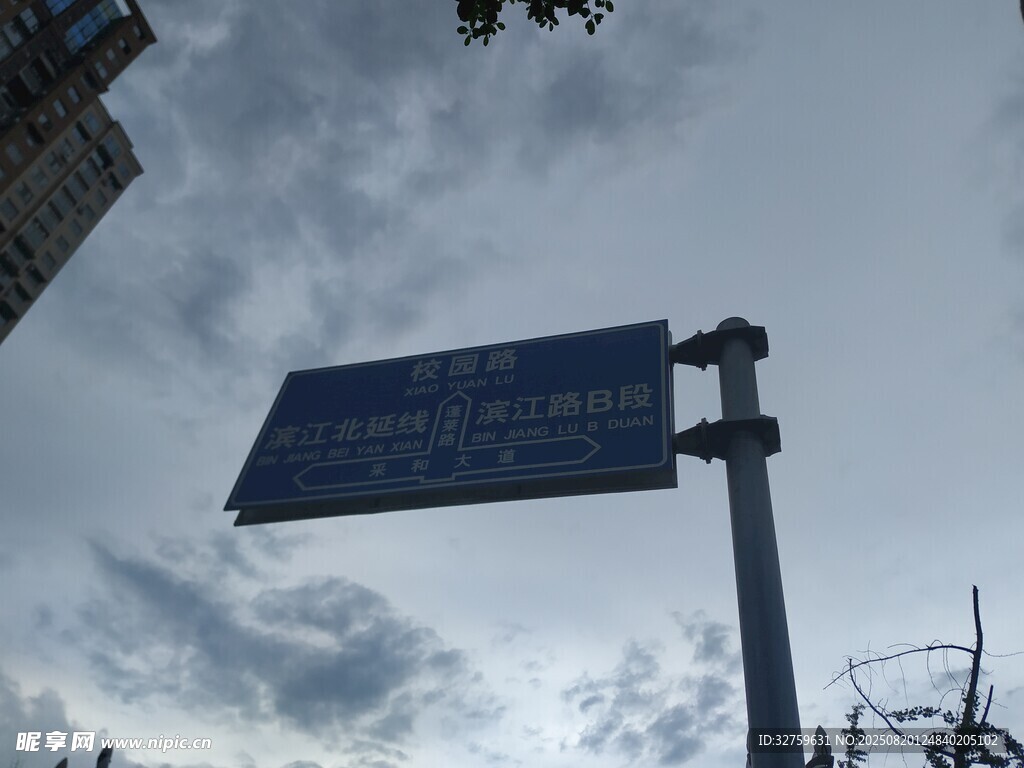 校园路
XIAO YUAN LU
滨江北延线
BIN JIANG BEI YAN XIAN
蓬莱路
滨江路B段
BIN JIANG LU B DUAN
采和大道
昵享网 www.nipic.cn
ID:32759631 NO:20250820124840205102